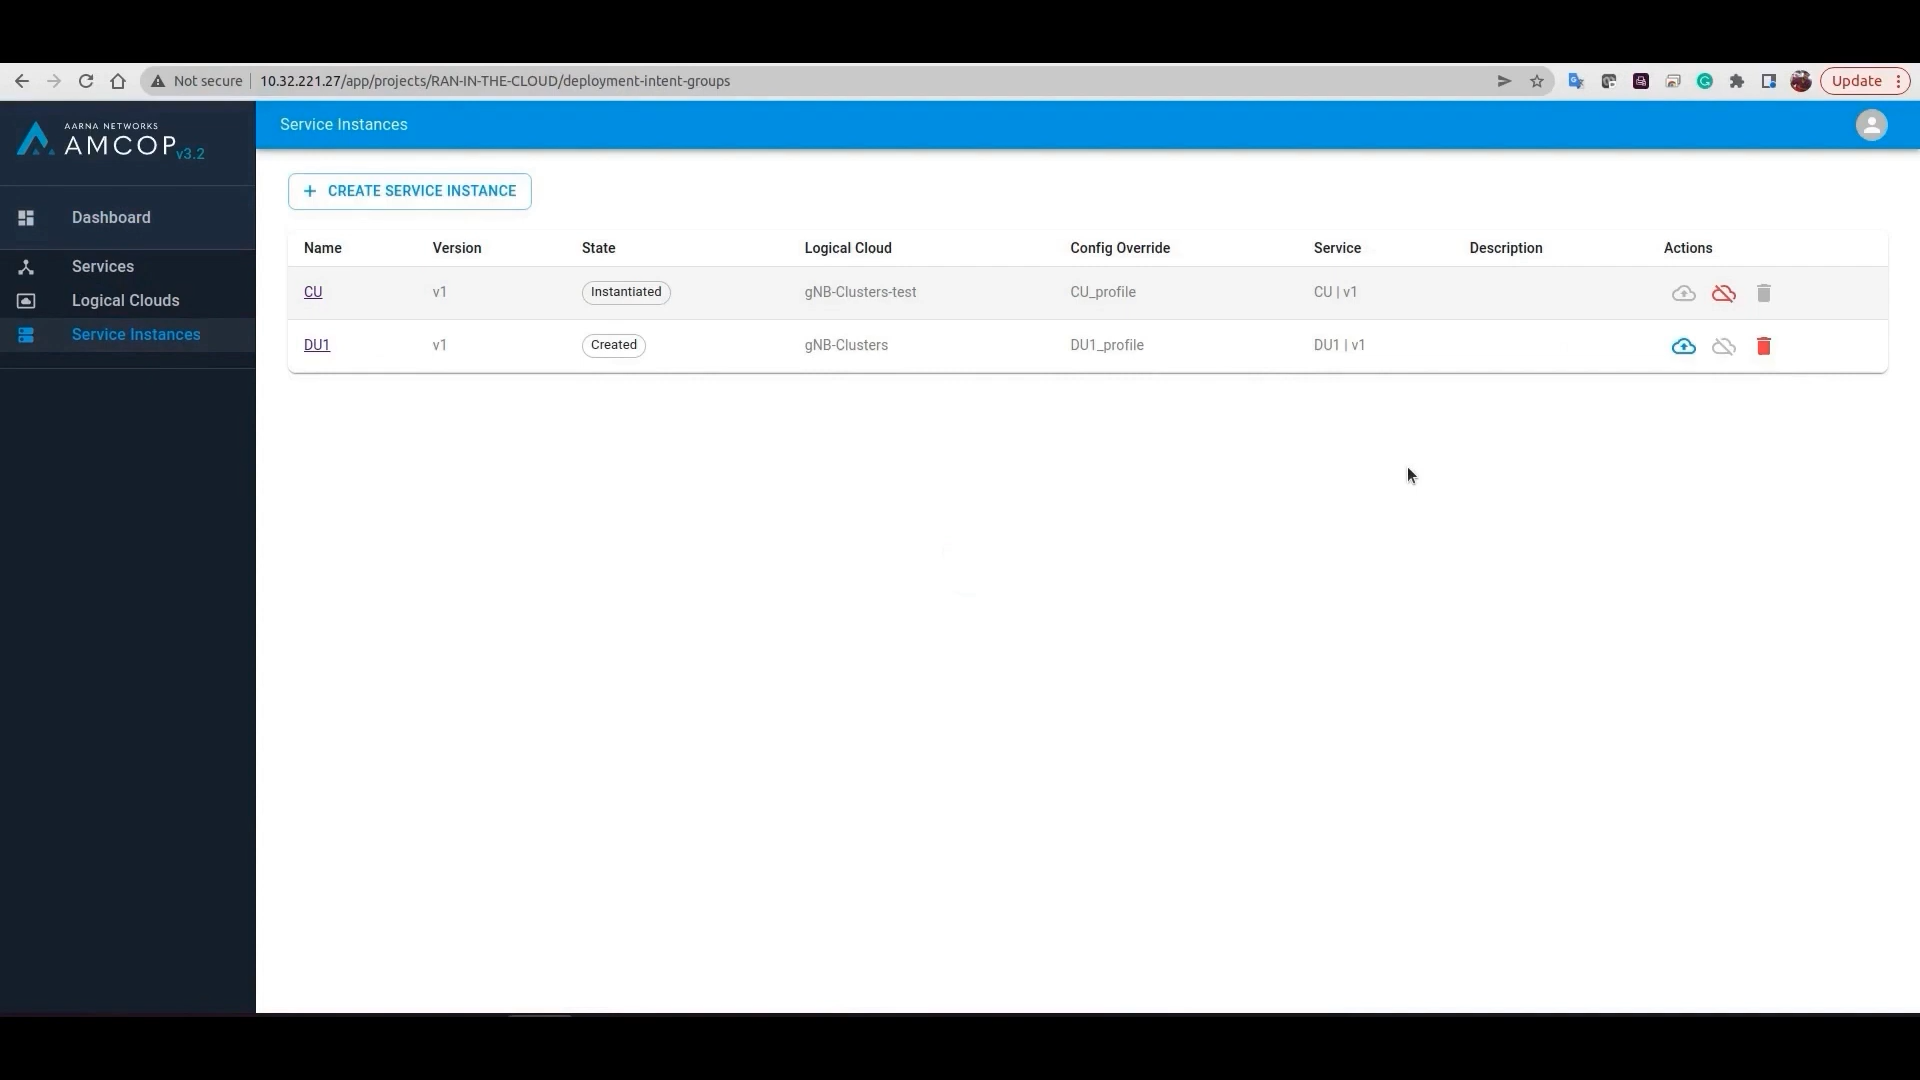 Not secure | 10.32.221.27/app/projects/RAN-IN-THE-CLOUD/deployment-intent-groups Update
AARNA NETWORKS
AMCOP v3.2
Service Instances
Dashboard
Services
Logical Clouds
Service Instances
+ CREATE SERVICE INSTANCE
Name Version State Logical Cloud Config Override Service Description Actions
CU v1 Instantiated gNB-Clusters-test CU_profile CU | v1
DU1 v1 Created gNB-Clusters DU1_profile DU1 | v1